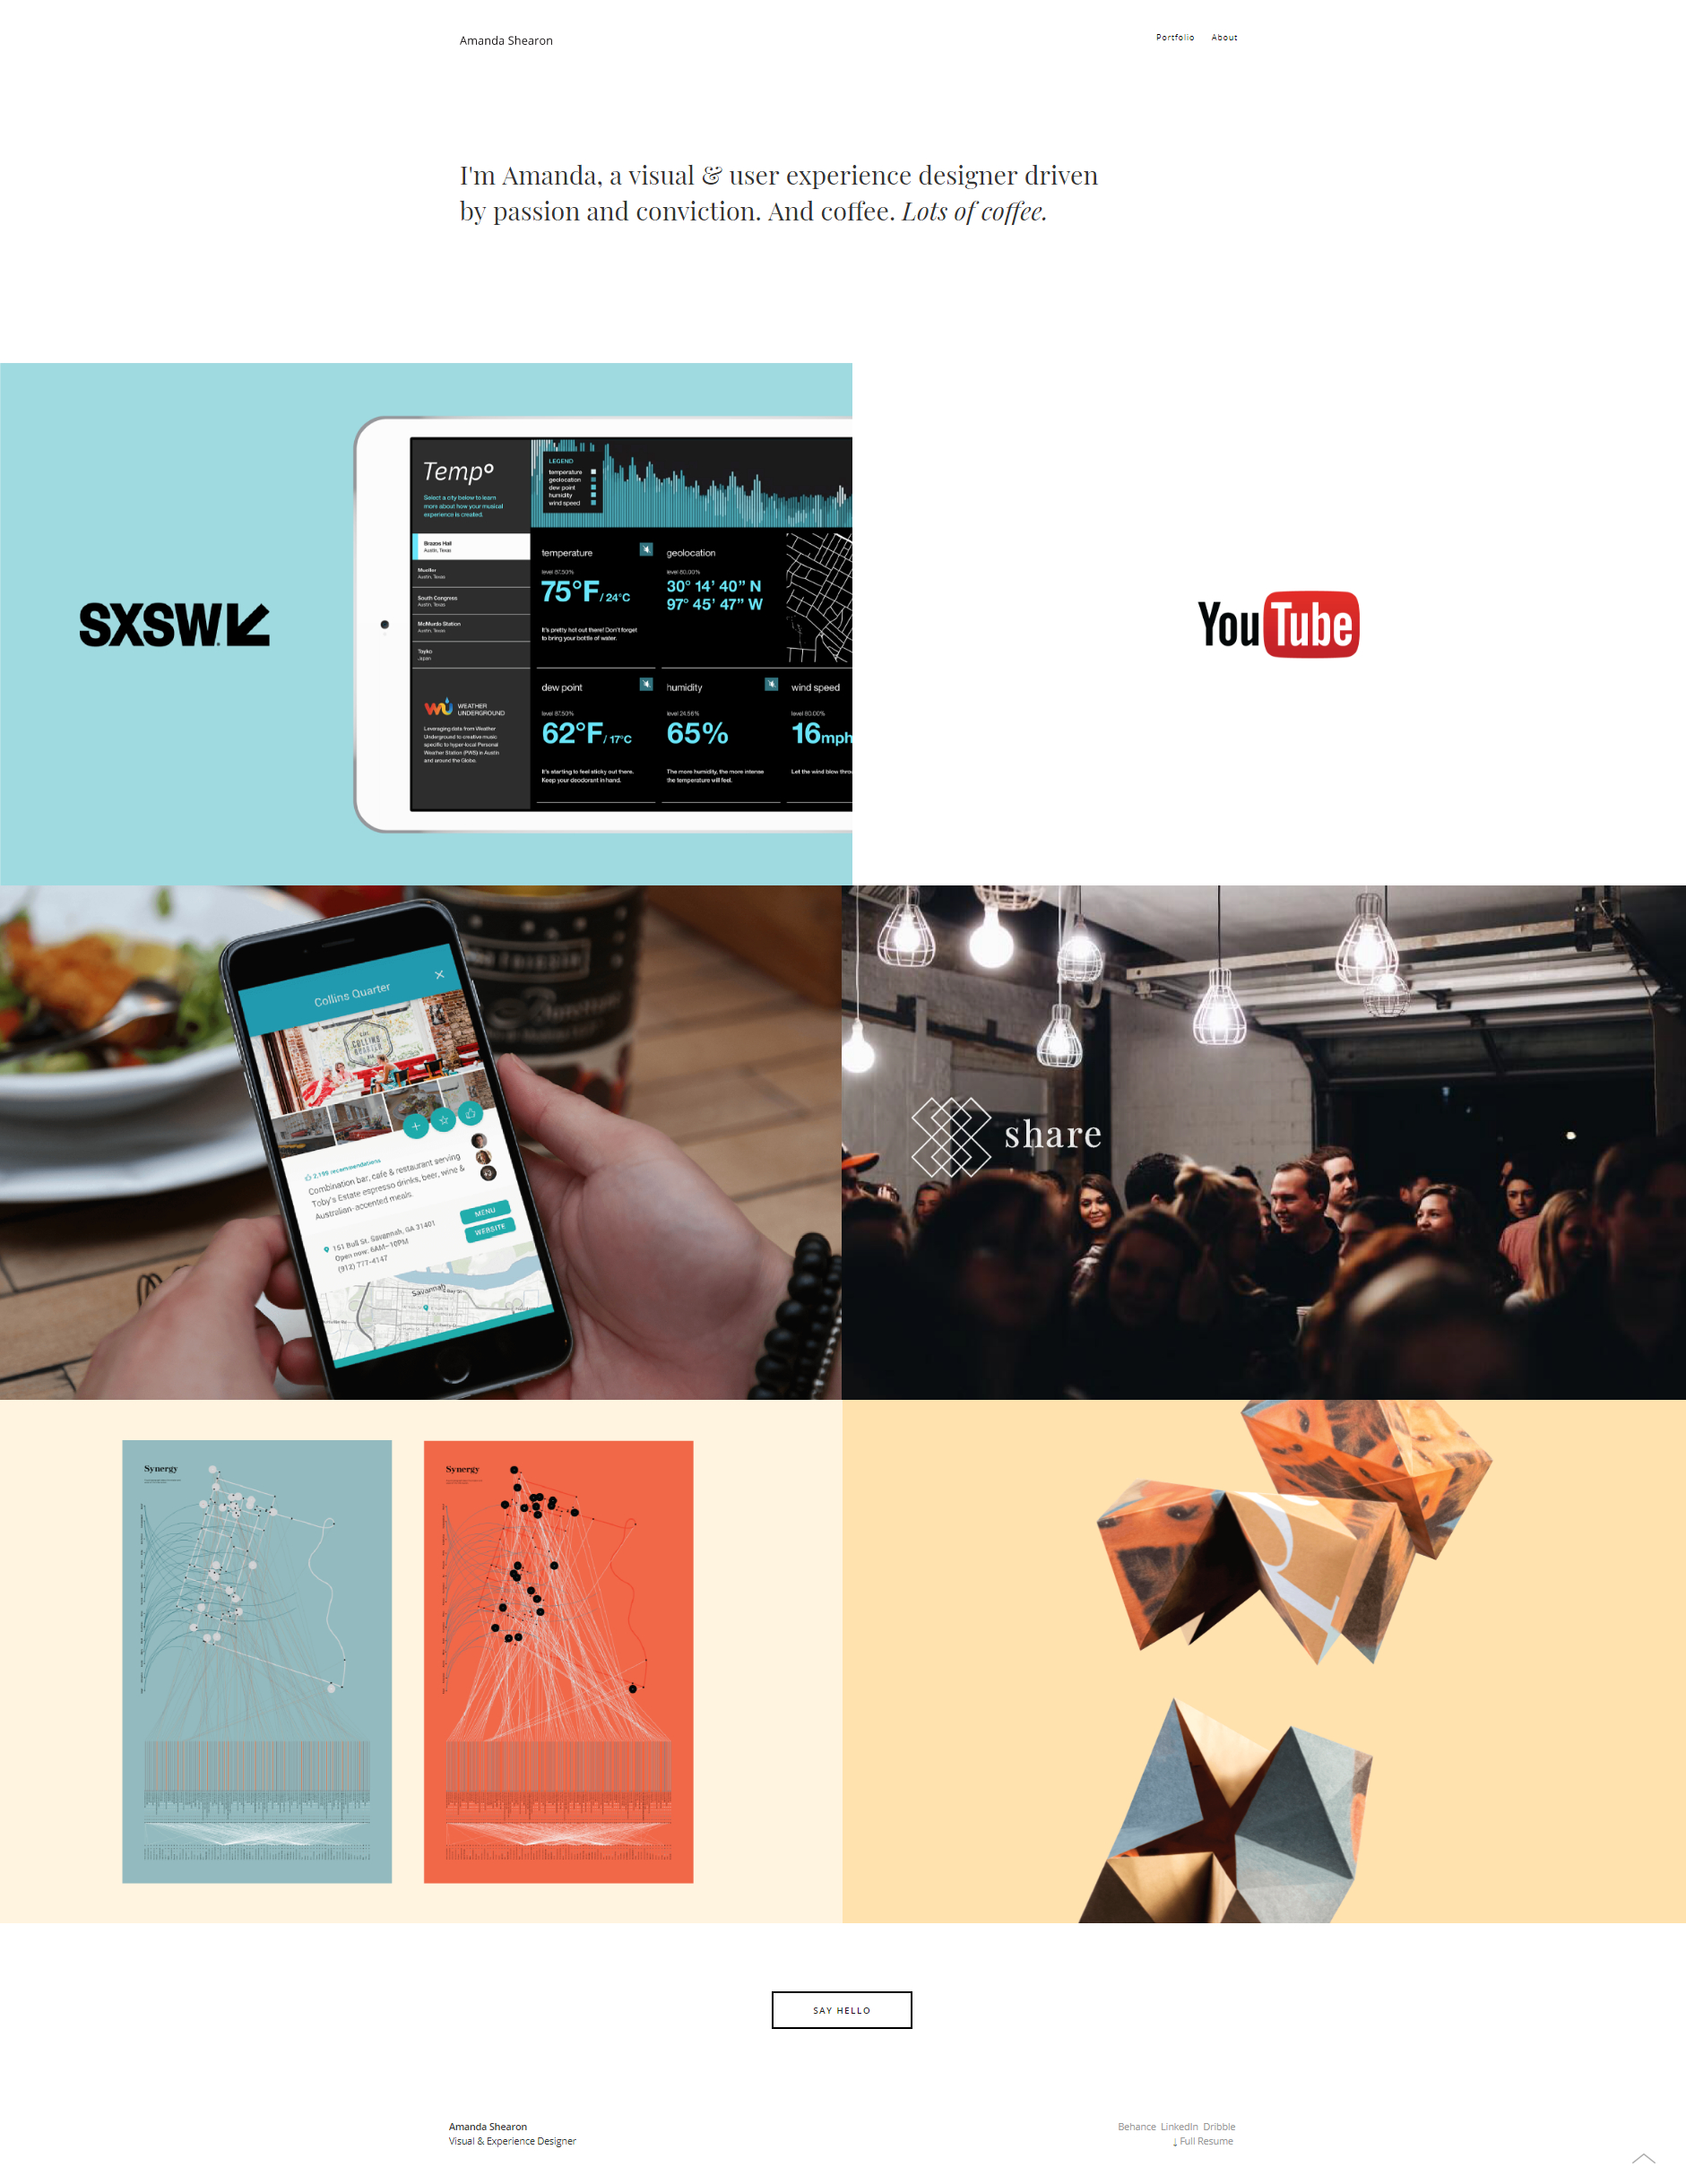 Amanda Shearon
Portfolio About
I'm Amanda, a visual & user experience designer driven
by passion and conviction. And coffee. Lots of coffee.
SXSW
Temp°
Select a city below to learn
more about how your musical
experience is created.
Brazos Hall
Austin, Texas
Mueller
Austin, Texas
South Congress
Austin, Texas
McMurdo Station
Austin, Texas
Tokyo
Japan
WEATHER
UNDERGROUND
Leveraging data from Weather
Underground to creative music
specific to hyper-local Personal
Weather Station (PWS) in Austin
and around the Globe.
LEGEND
temperature
geolocation
dew point
humidity
wind speed
temperature
level 87.50%
75°F / 24°C
It's pretty hot out there! Don't forget
to bring your bottle of water.
geolocation
level 60.00%
30° 14' 40" N
97° 45' 47" W
dew point
level 87.50%
62°F / 17°C
It's starting to feel sticky out there.
Keep your deodorant in hand.
humidity
level 24.56%
65%
The more humidity, the more intense
the temperature will feel.
wind speed
level 80.00%
16mph
Let the wind blow
YouTube
Collins Quarter
COLLINS
QUARTER
2,199 recommendations
Combination bar, cafe & restaurant serving
Toby's Estate espresso drinks, beer, wine &
Australian-accented meals.
MENU
WEBSITE
151 Bull St. Savannah, GA 31401
Open now: 6AM–10PM
(912) 777-4147
Savannah
share
Synergy
Synergy
SAY HELLO
Amanda Shearon
Visual & Experience Designer
Behance LinkedIn Dribble
↓ Full Resume